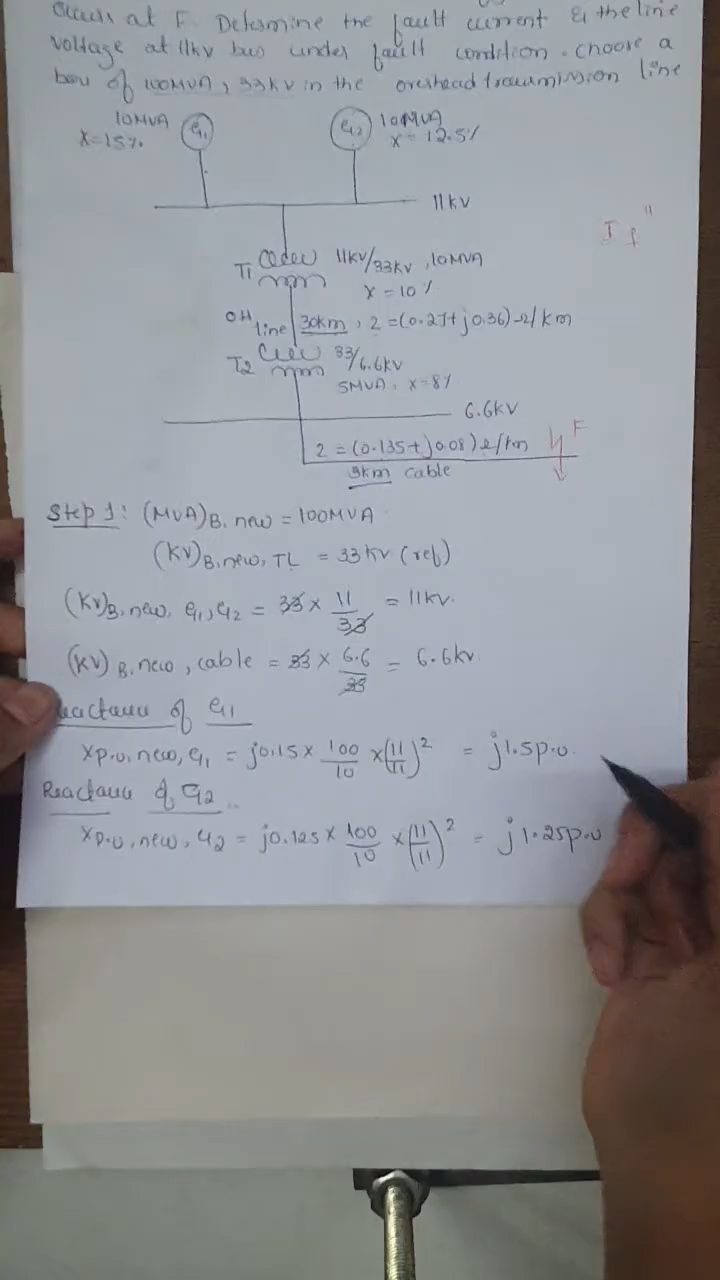 occurs at F. Determine the fault current & the line
voltage at 11kv bus under fault condition. choose a
base of 100MVA, 33kv in the overhead transmission line
10MVA
X=15%
G1
G2
10MVA
X = 12.5%
11kv
If"
T1
11kv/33kv, 10MVA
X = 10%
OH line
30km, Z = (0.27+j0.36) Ω/km
T2
33/6.6kv
5MVA, X=8%
6.6kv
Z = (0.135+j0.08) Ω/km
F
3km cable
Step 1: (MVA)B, new = 100MVA
(KV)B, new, TL = 33kv (ref)
(KV)B, new, G1, G2 = 33 × 11/33 = 11kv.
(KV)B, new, cable = 33 × 6.6/33 = 6.6kv.
Reactance of G1
Xp.u, new, G1 = j0.15 × 100/10 × (11/11)² = j1.5p.u.
Reactance of G2
Xp.u, new, G2 = j0.125 × 100/10 × (11/11)² = j1.25p.u